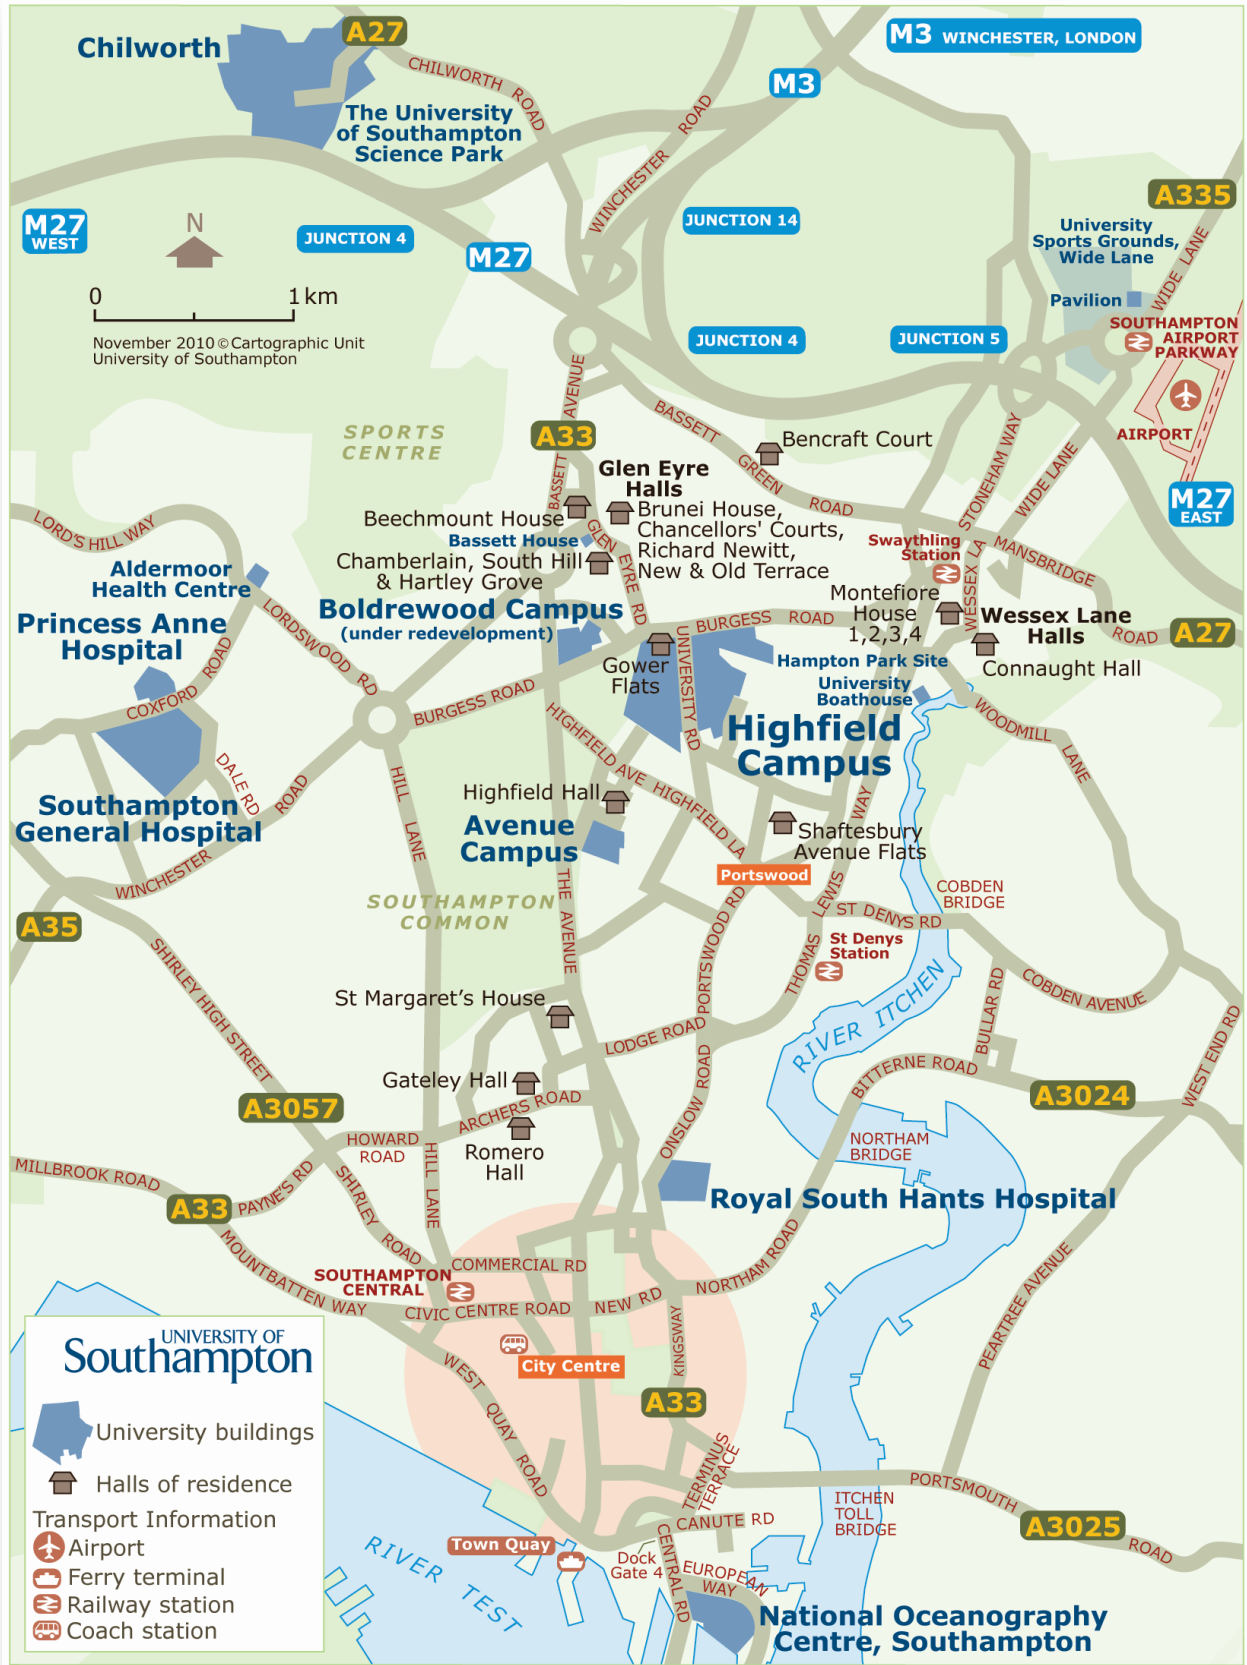 Chilworth
A27
CHILWORTH ROAD
M3 WINCHESTER, LONDON
M3
The University
of Southampton
Science Park
WINCHESTER ROAD
A335
M27
WEST
N
JUNCTION 4
M27
JUNCTION 14
University
Sports Grounds,
Wide Lane
WIDE LANE
Pavilion
0 1 km
November 2010 © Cartographic Unit
University of Southampton
JUNCTION 4
JUNCTION 5
SOUTHAMPTON
AIRPORT
PARKWAY
AIRPORT
M27
EAST
SPORTS
CENTRE
A33
BASSETT AVENUE
BASSETT GREEN ROAD
Bencraft Court
STONEHAM WAY
WIDE LANE
Glen Eyre
Halls
Beechmount House
Brunei House,
Chancellors' Courts,
Richard Newitt,
New & Old Terrace
Bassett House
GLEN EYRE RD
Chamberlain, South Hill
& Hartley Grove
Swaythling
Station
MANSBRIDGE ROAD
A27
LORD'S HILL WAY
Aldermoor
Health Centre
LORDSWOOD RD
Princess Anne
Hospital
Boldrewood Campus
(under redevelopment)
Montefiore
House
1,2,3,4
WESSEX LA
Wessex Lane
Halls
Connaught Hall
BURGESS ROAD
UNIVERSITY RD
Gower
Flats
Hampton Park Site
University
Boathouse
COXFORD ROAD
BURGESS ROAD
Highfield
Campus
WOODMILL LANE
DALE RD
HIGHFIELD AVE
HIGHFIELD LA
Southampton
General Hospital
WINCHESTER ROAD
HILL LANE
Highfield Hall
Avenue
Campus
Shaftesbury
Avenue Flats
THOMAS LEWIS WAY
Portswood
COBDEN
BRIDGE
A35
SOUTHAMPTON
COMMON
THE AVENUE
PORTSWOOD RD
ST DENYS RD
St Denys
Station
SHIRLEY HIGH STREET
St Margaret's House
RIVER ITCHEN
BULLAR RD
COBDEN AVENUE
WEST END RD
LODGE ROAD
Gateley Hall
ONSLOW ROAD
BITTERNE ROAD
A3024
A3057
ARCHERS ROAD
HOWARD
ROAD
Romero
Hall
NORTHAM
BRIDGE
MILLBROOK ROAD
A33
PAYNE'S RD
SHIRLEY ROAD
HILL LANE
Royal South Hants Hospital
MOUNTBATTEN WAY
SOUTHAMPTON
CENTRAL
COMMERCIAL RD
CIVIC CENTRE ROAD
NEW RD
NORTHAM ROAD
KINGSWAY
PEARTREE AVENUE
City Centre
WEST QUAY ROAD
A33
TERMINUS
TERRACE
PORTSMOUTH ROAD
A3025
ITCHEN
TOLL
BRIDGE
CANUTE RD
Town Quay
Dock
Gate 4
CENTRAL RD
EUROPEAN
WAY
RIVER TEST
National Oceanography
Centre, Southampton
UNIVERSITY OF
Southampton
University buildings
Halls of residence
Transport Information
Airport
Ferry terminal
Railway station
Coach station